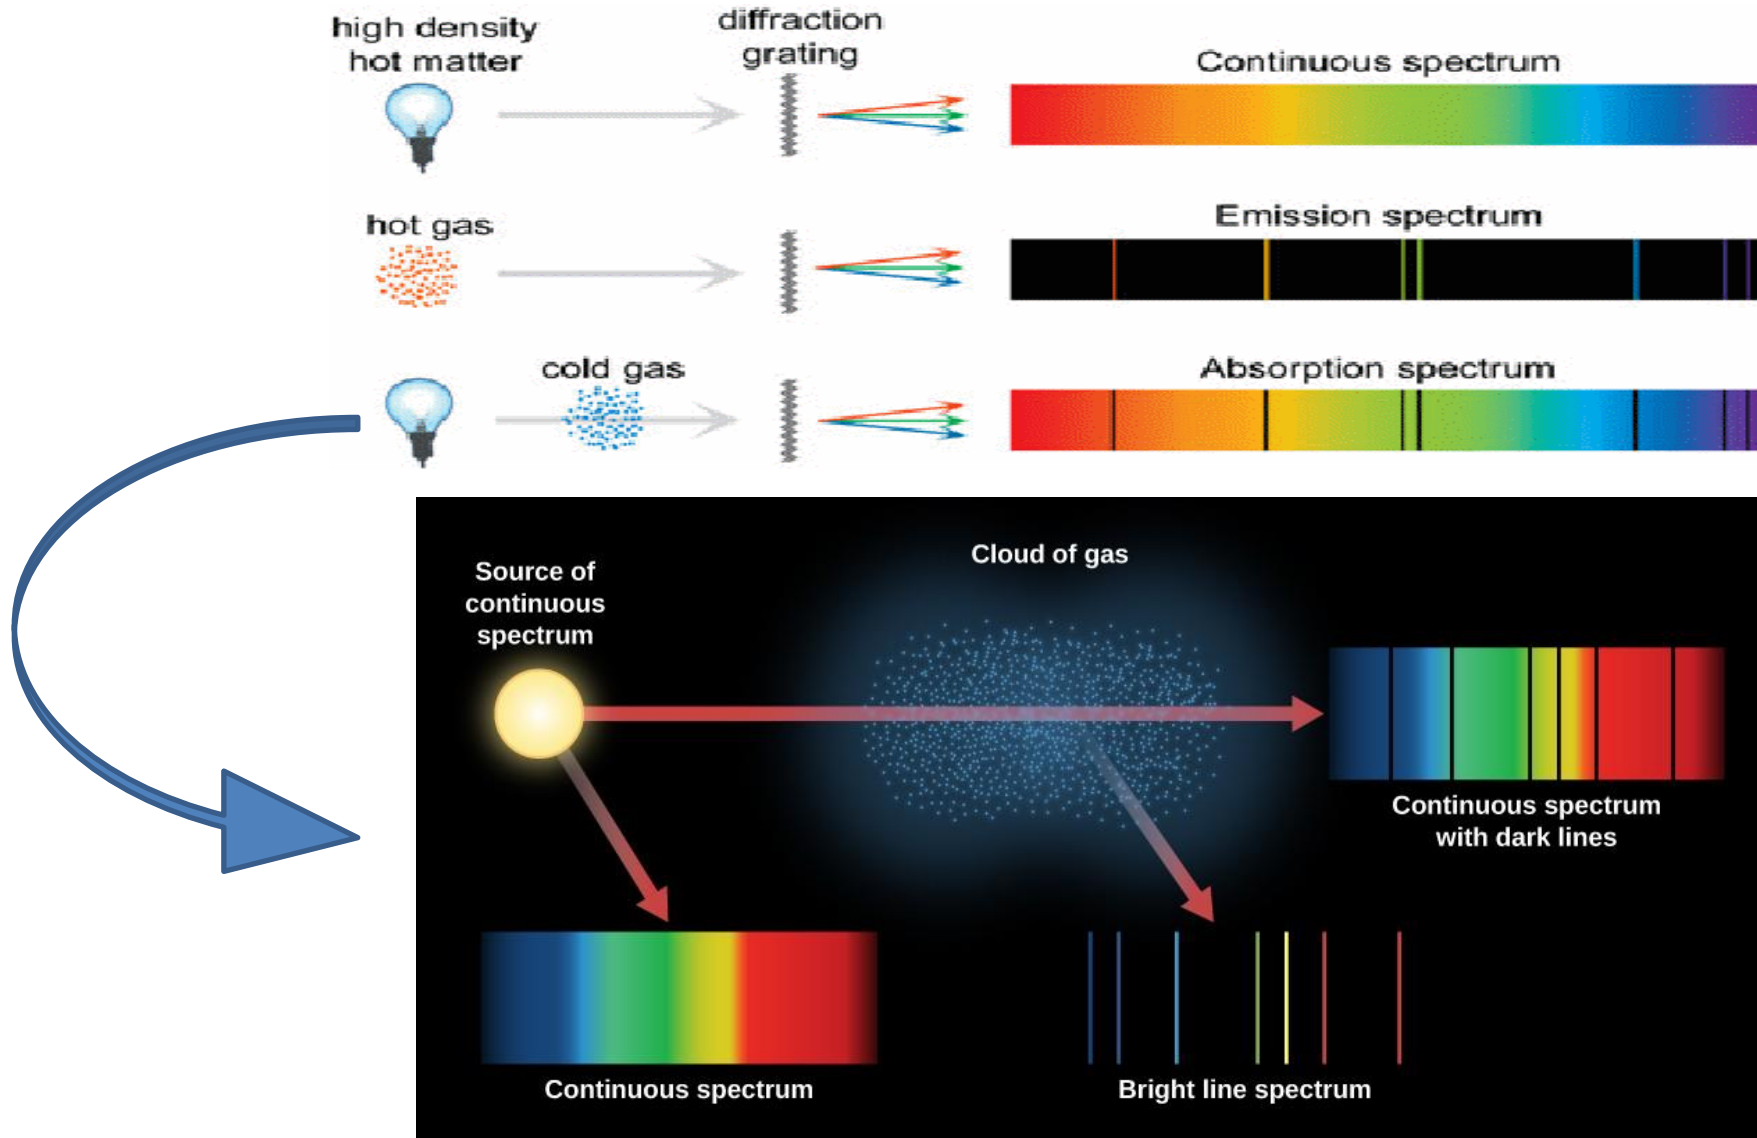 high density
hot matter
diffraction
grating
Continuous spectrum
hot gas
Emission spectrum
cold gas
Absorption spectrum
Source of
continuous
spectrum
Cloud of gas
Continuous spectrum
with dark lines
Continuous spectrum
Bright line spectrum